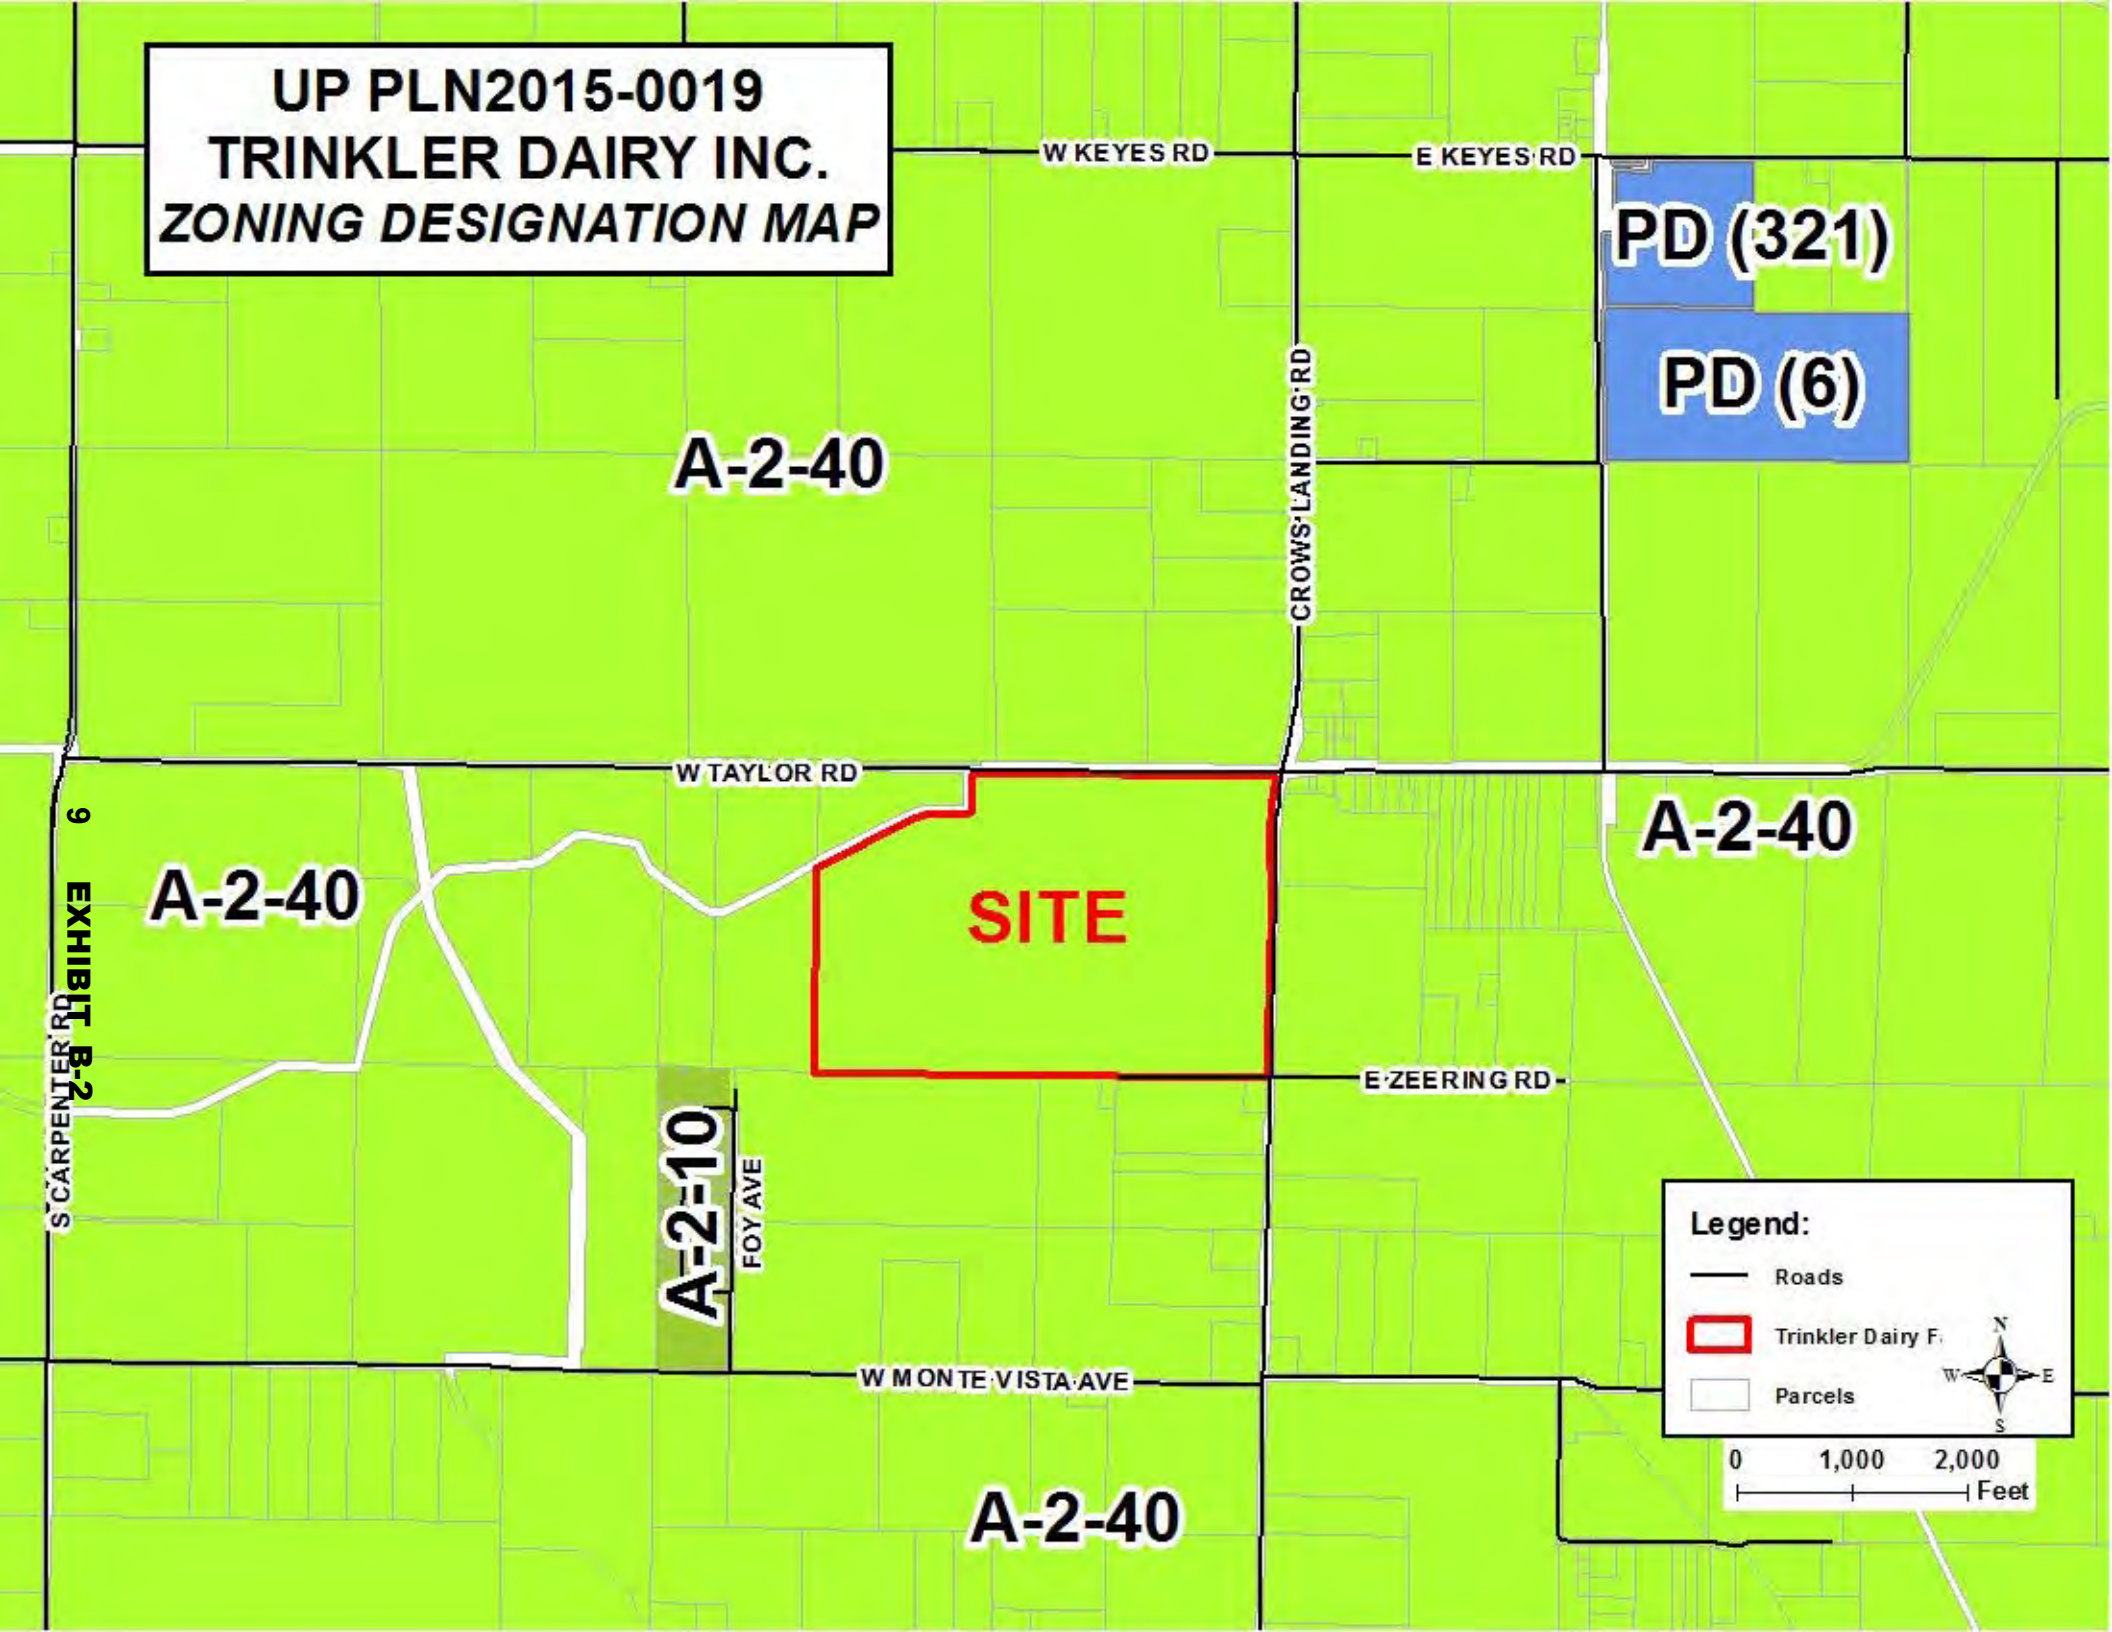 UP PLN2015-0019
TRINKLER DAIRY INC.
ZONING DESIGNATION MAP
W KEYES RD
E KEYES RD
PD (321)
PD (6)
CROWS LANDING RD
A-2-40
W TAYLOR RD
A-2-40
A-2-40
SITE
9 EXHIBIT B-2
S CARPENTER RD
E ZEERING RD
A-2-10
FOY AVE
W MONTE VISTA AVE
A-2-40
Legend:
Roads
Trinkler Dairy F
Parcels
N
W E
S
0 1,000 2,000
Feet